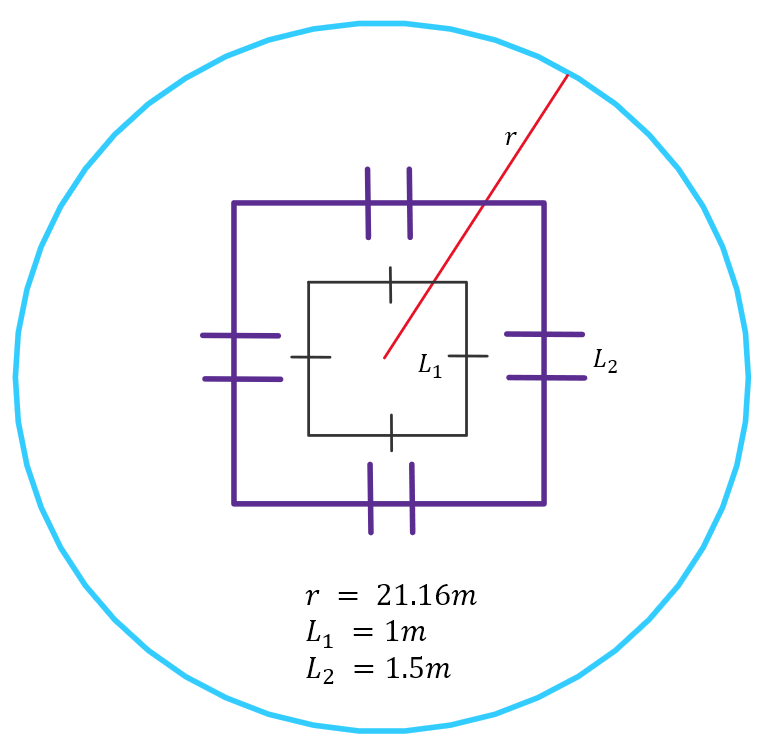 r
L₁
L₂
r = 21.16m
L₁ = 1m
L₂ = 1.5m